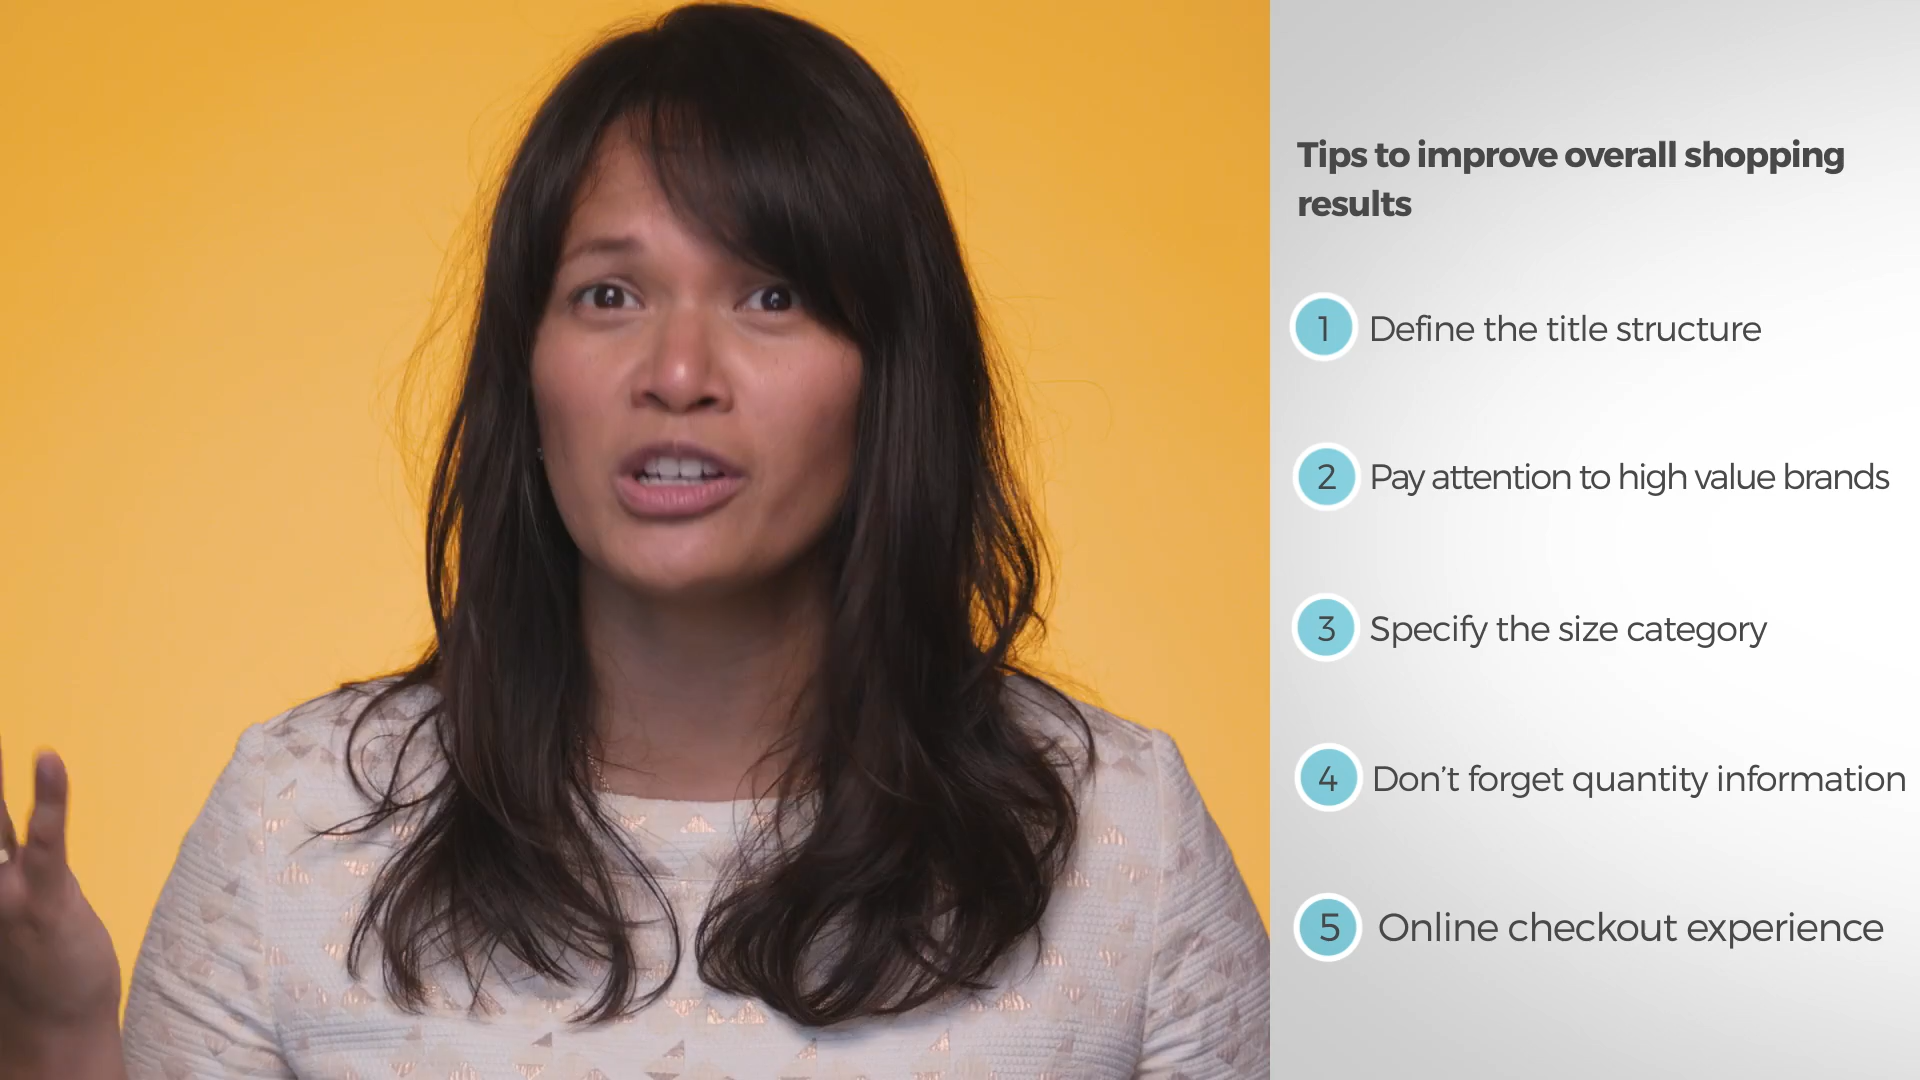 Tips to improve overall shopping
results
1 Define the title structure
2 Pay attention to high value brands
3 Specify the size category
4 Don’t forget quantity information
5 Online checkout experience